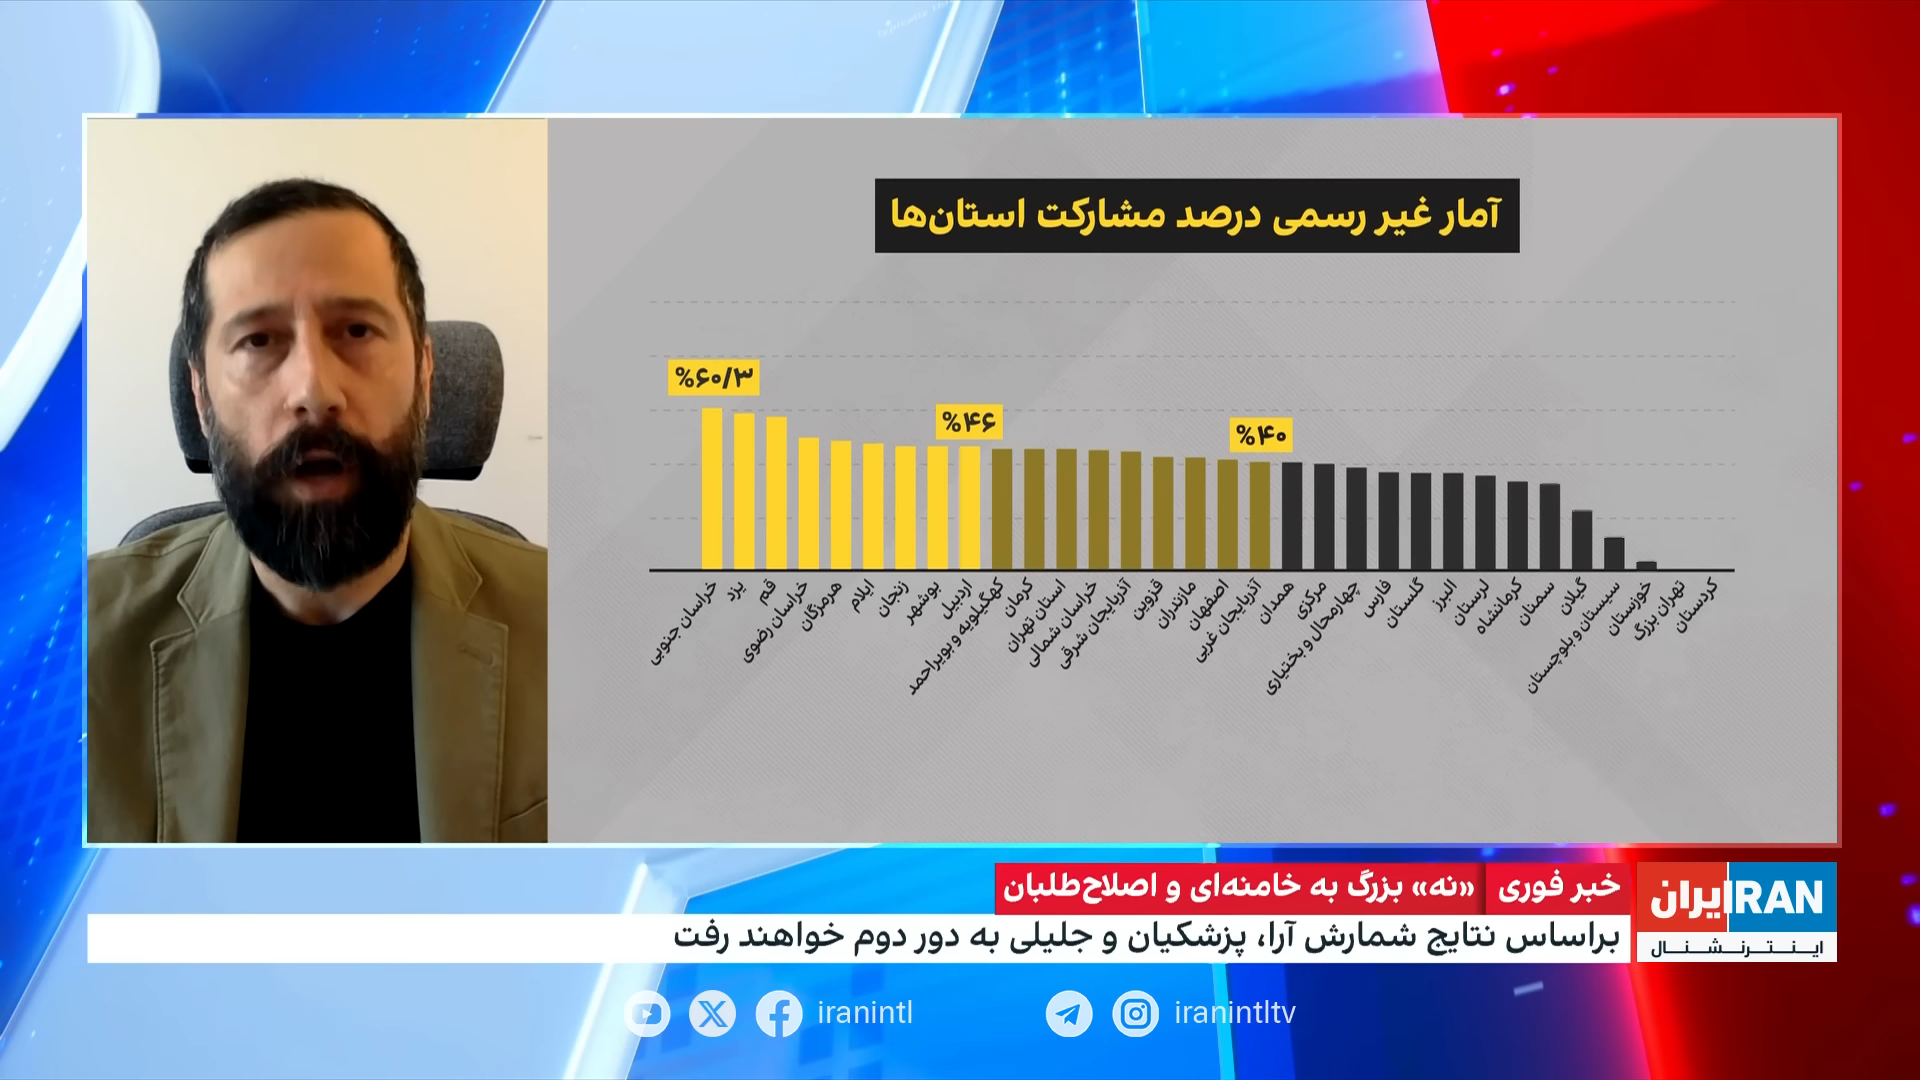 آمار غیر رسمی درصد مشارکت استان‌ها
%۶۰/۳
%۴۶
%۴۰
خراسان جنوبی
یزد
قم
خراسان رضوی
هرمزگان
ایلام
زنجان
بوشهر
اردبیل
کهگیلویه و بویراحمد
کرمان
استان تهران
خراسان شمالی
آذربایجان شرقی
قزوین
مازندران
اصفهان
آذربایجان غربی
همدان
مرکزی
چهارمحال و بختیاری
فارس
گلستان
البرز
لرستان
کرمانشاه
سمنان
گیلان
سیستان و بلوچستان
خوزستان
تهران بزرگ
کردستان
خبر فوری
«نه» بزرگ به خامنه‌ای و اصلاح‌طلبان
براساس نتایج شمارش آرا، پزشکیان و جلیلی به دور دوم خواهند رفت
ایران IRAN
اینترنشنال
iranintl
iranintltv